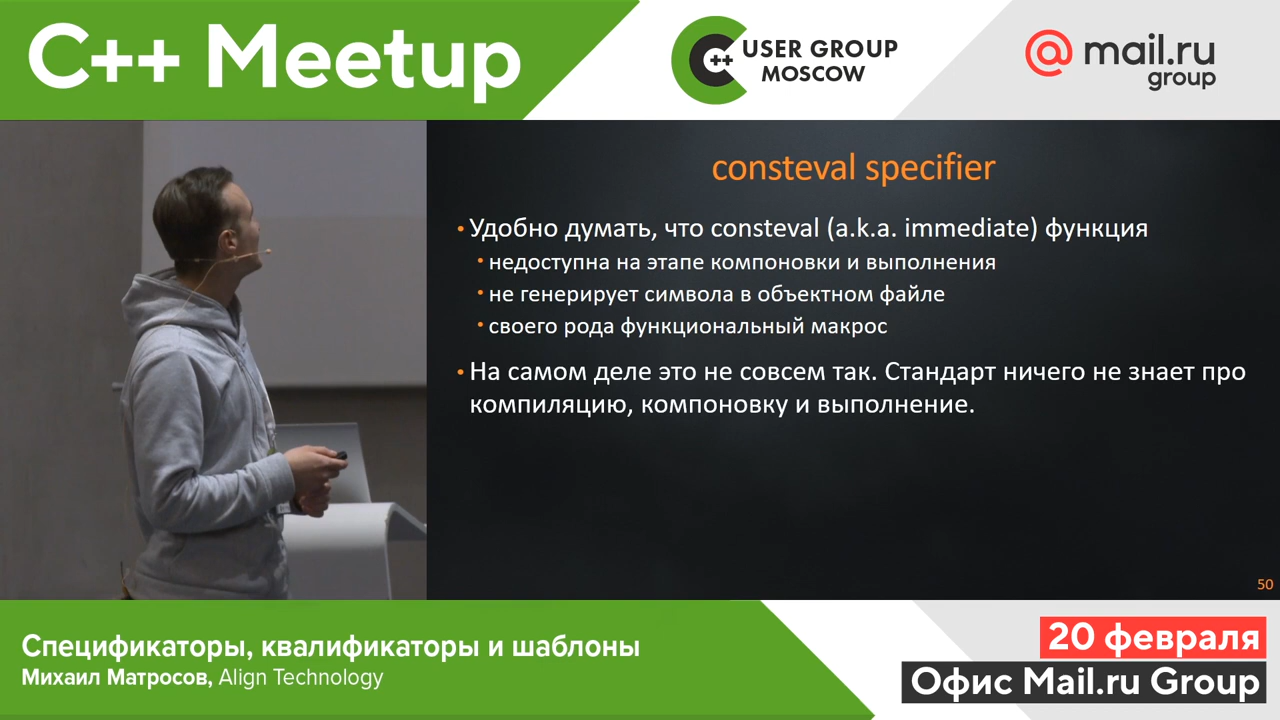 C++ Meetup
C++ USER GROUP
MOSCOW
@mail.ru
group
consteval specifier
• Удобно думать, что consteval (a.k.a. immediate) функция
• недоступна на этапе компоновки и выполнения
• не генерирует символа в объектном файле
• своего рода функциональный макрос
• На самом деле это не совсем так. Стандарт ничего не знает про
компиляцию, компоновку и выполнение.
50
Спецификаторы, квалификаторы и шаблоны
Михаил Матросов, Align Technology
20 февраля
Офис Mail.ru Group